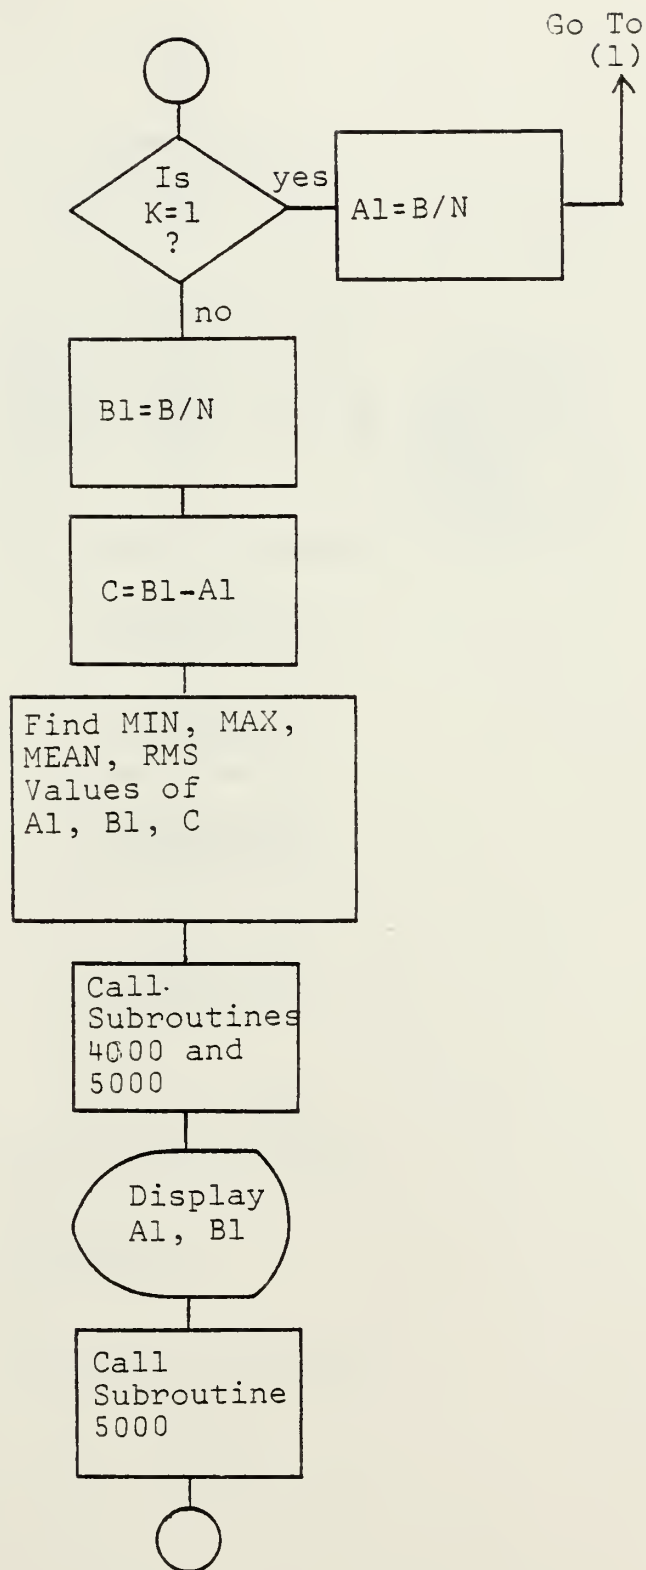 Go To
(1)
Is
K=1
?
yes
A1=B/N
no
B1=B/N
C=B1-A1
Find MIN, MAX,
MEAN, RMS
Values of
A1, B1, C
Call
Subroutines
4000 and
5000
Display
A1, B1
Call
Subroutine
5000